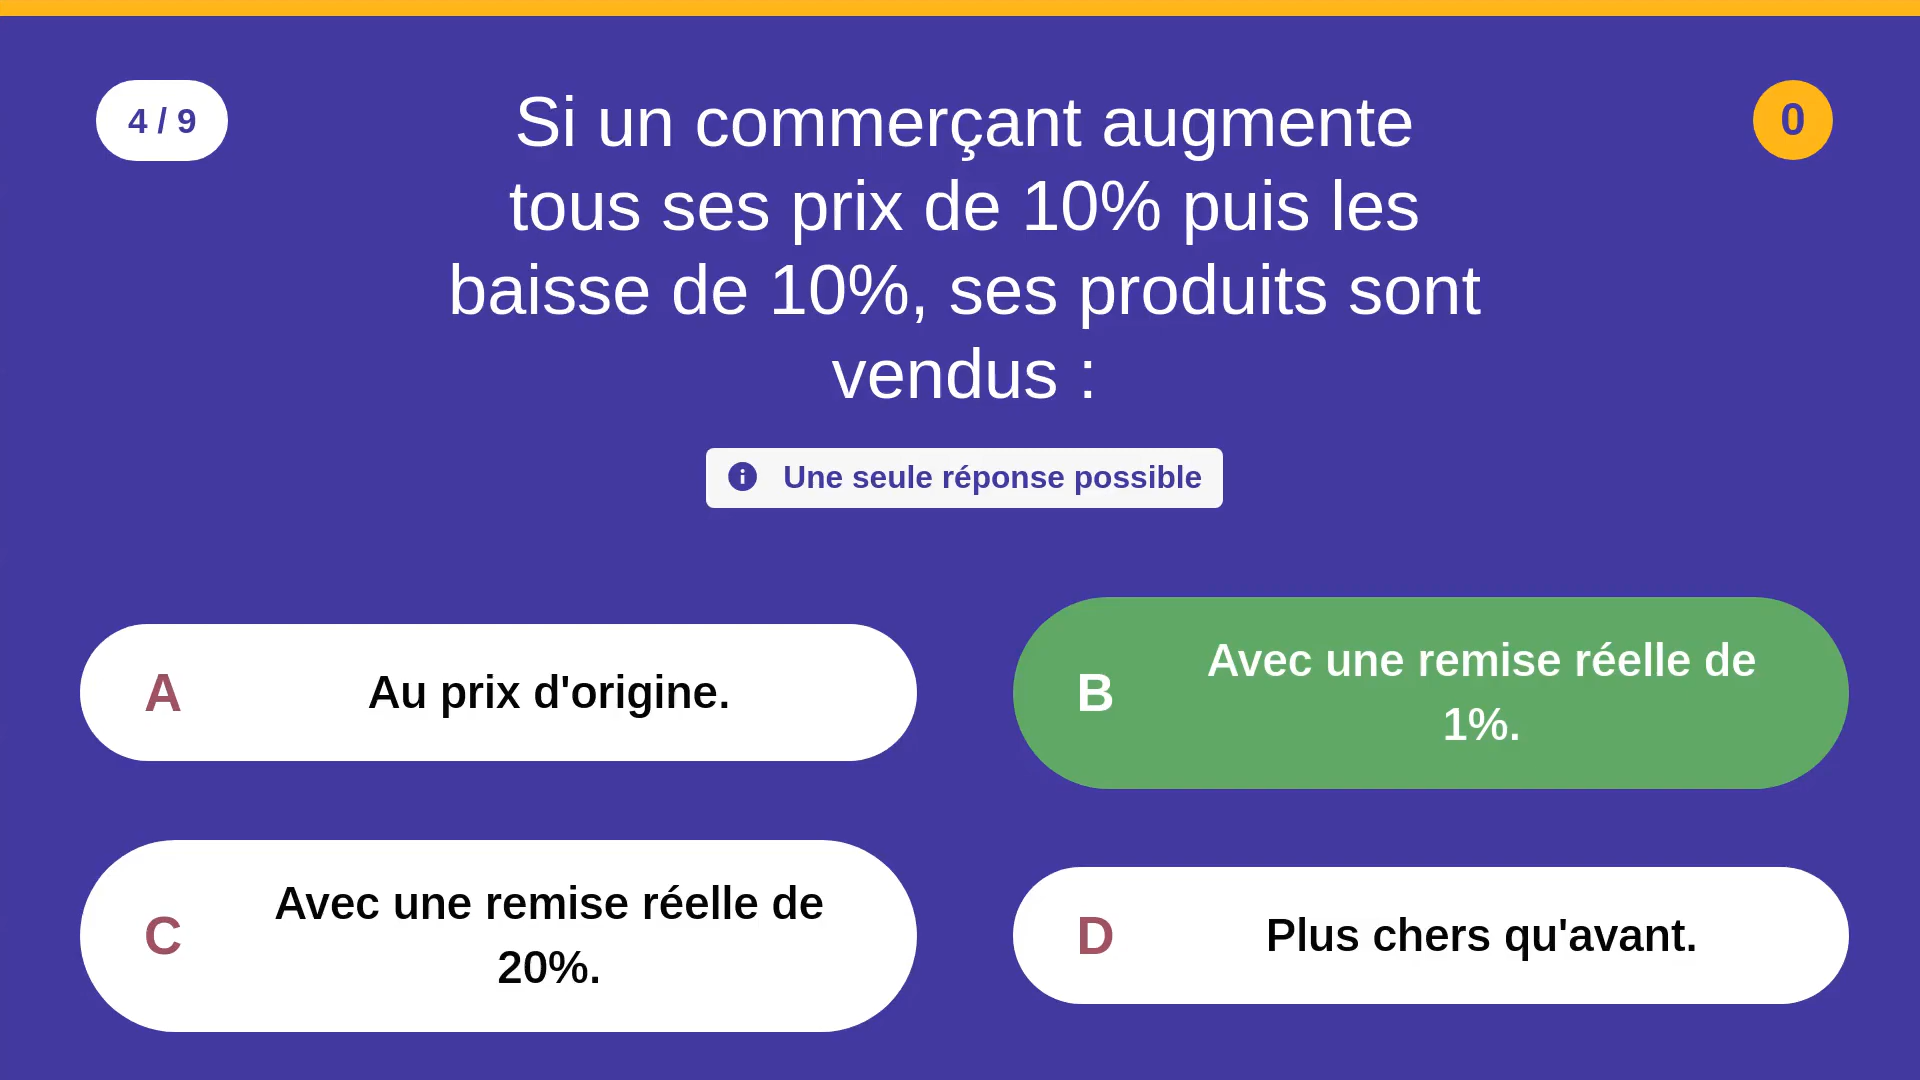 4 / 9
0
Si un commerçant augmente
tous ses prix de 10% puis les
baisse de 10%, ses produits sont
vendus :
Une seule réponse possible
A
Au prix d'origine.
B
Avec une remise réelle de
1%.
C
Avec une remise réelle de
20%.
D
Plus chers qu'avant.